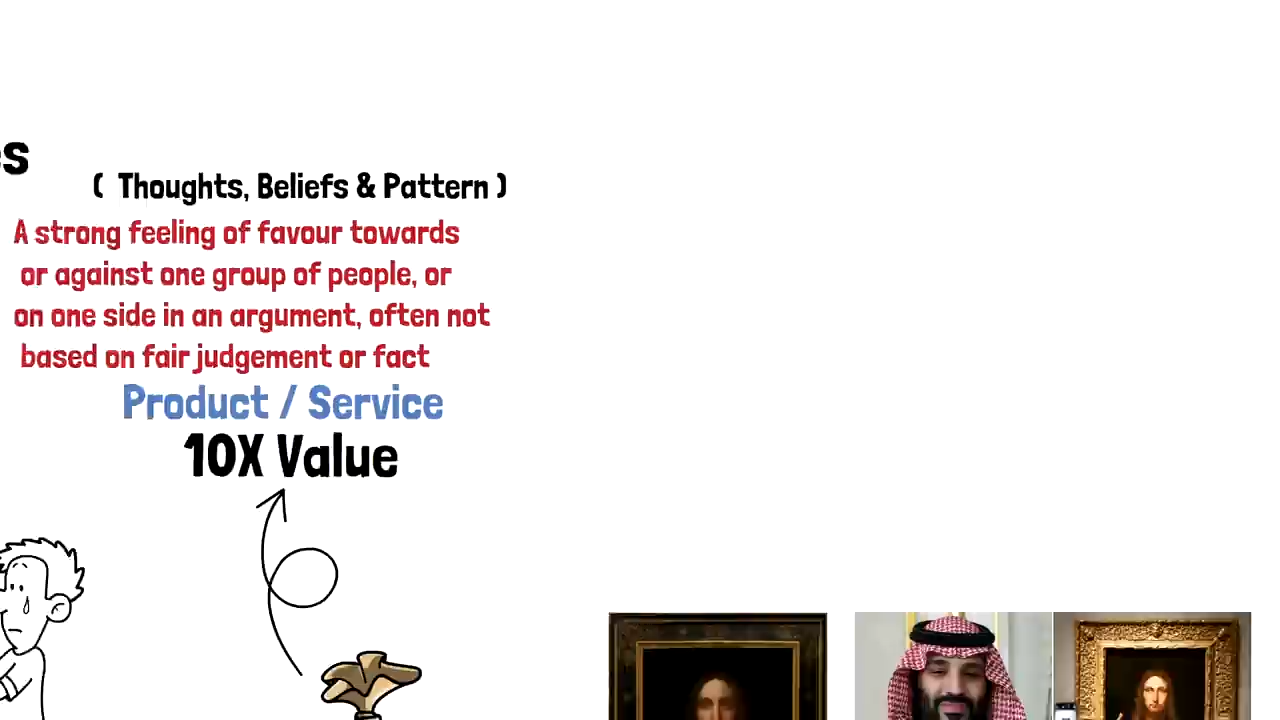 ( Thoughts, Beliefs & Pattern )
A strong feeling of favour towards
or against one group of people, or
on one side in an argument, often not
based on fair judgement or fact
Product / Service
10X Value